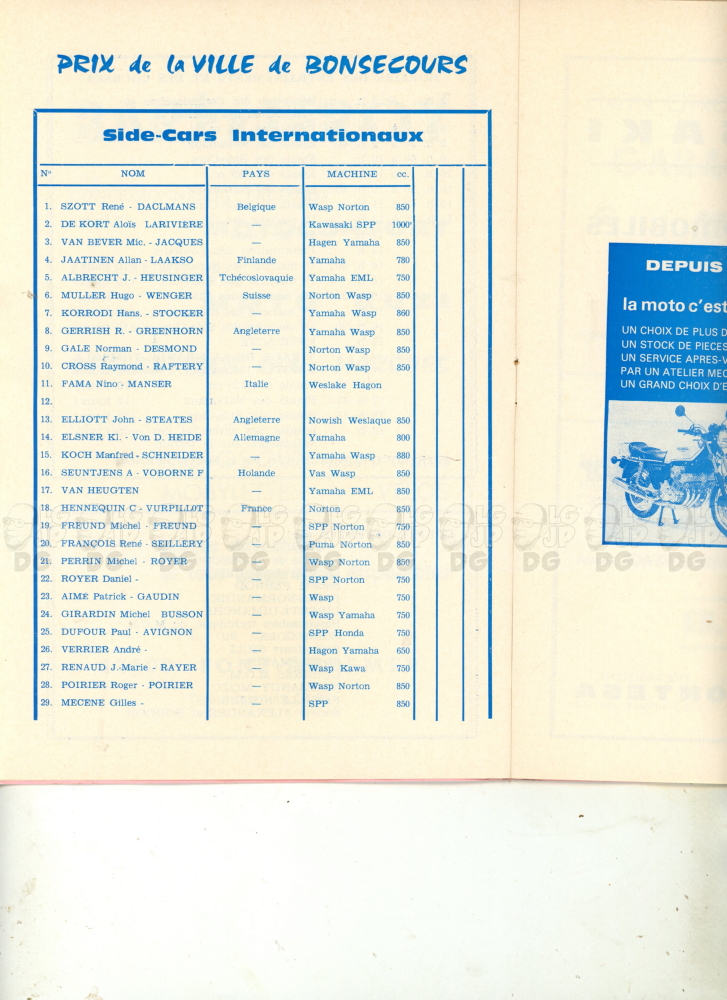 PRIX de la VILLE de BONSECOURS
Side-Cars Internationaux
N° NOM PAYS MACHINE cc.
1. SZOTT René - DACLMANS Belgique Wasp Norton 850
2. DE KORT Aloïs LARIVIERE — Kawasaki SPP 1000
3. VAN BEVER Mic. - JACQUES — Hagen Yamaha 850
4. JAATINEN Allan - LAAKSO Finlande Yamaha 780
5. ALBRECHT J. - HEUSINGER Tchécoslovaquie Yamaha EML 750
6. MULLER Hugo - WENGER Suisse Norton Wasp 850
7. KORRODI Hans. - STOCKER — Yamaha Wasp 860
8. GERRISH R. - GREENHORN Angleterre Yamaha Wasp 850
9. GALE Norman - DESMOND — Norton Wasp 850
10. CROSS Raymond - RAFTERY — Norton Wasp 850
11. FAMA Nino - MANSER Italie Weslake Hagon
12.
13. ELLIOTT John - STEATES Angleterre Nowish Weslaque 850
14. ELSNER Kl. - Von D. HEIDE Allemagne Yamaha 800
15. KOCH Manfred - SCHNEIDER — Yamaha Wasp 880
16. SEUNTJENS A - VOBORNE F Holande Vas Wasp 850
17. VAN HEUGTEN — Yamaha EML 850
18. HENNEQUIN C - VURPILLOT France Norton 850
19. FREUND Michel - FREUND — SPP Norton 750
20. FRANÇOIS René - SEILLERY — Puma Norton 850
21. PERRIN Michel - ROYER — Wasp Norton 850
22. ROYER Daniel - — SPP Norton 750
23. AIME Patrick - GAUDIN — Wasp 750
24. GIRARDIN Michel BUSSON — Wasp Yamaha 750
25. DUFOUR Paul - AVIGNON — SPP Honda 750
26. VERRIER André - — Hagon Yamaha 650
27. RENAUD J.-Marie - RAYER — Wasp Kawa 750
28. POIRIER Roger - POIRIER — Wasp Norton 850
29. MECENE Gilles - — SPP 850
DEPUIS
la moto c'est
UN CHOIX DE PLUS D
UN STOCK DE PIECES
UN SERVICE APRES-V
PAR UN ATELIER MEC
UN GRAND CHOIX D'E